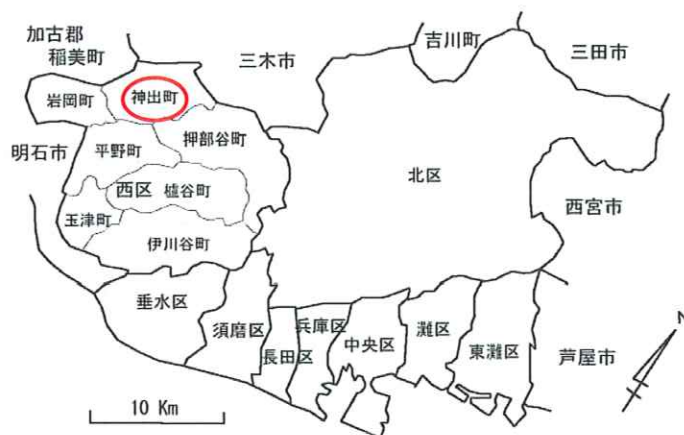 加古郡
稲美町
三木市
吉川町
三田市
岩岡町
神出町
押部谷町
明石市
平野町
西区
櫨谷町
北区
西宮市
玉津町
伊川谷町
垂水区
須磨区
長田区
兵庫区
中央区
灘区
東灘区
芦屋市
N
10 Km